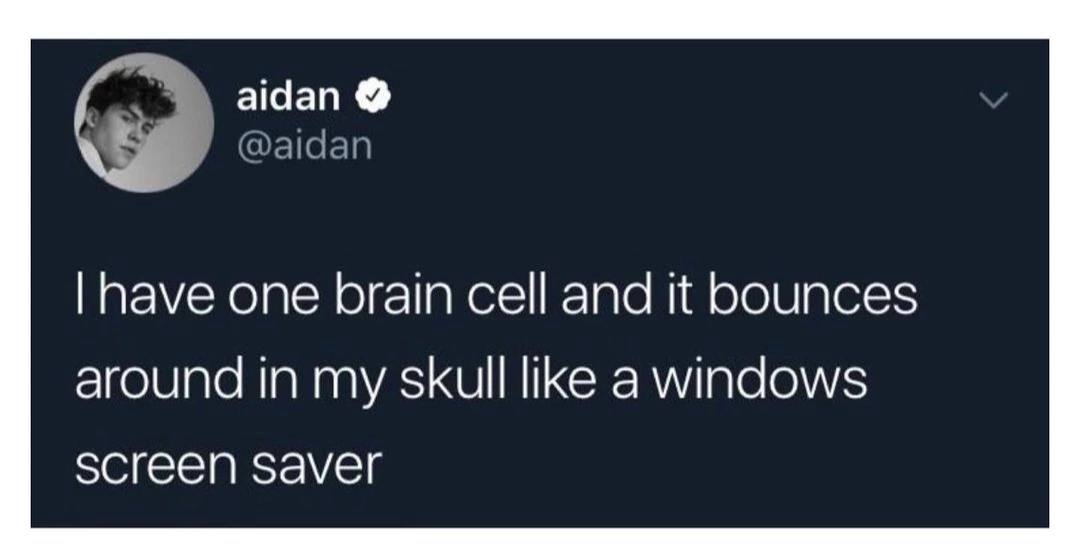 aidan
@aidan
I have one brain cell and it bounces
around in my skull like a windows
screen saver